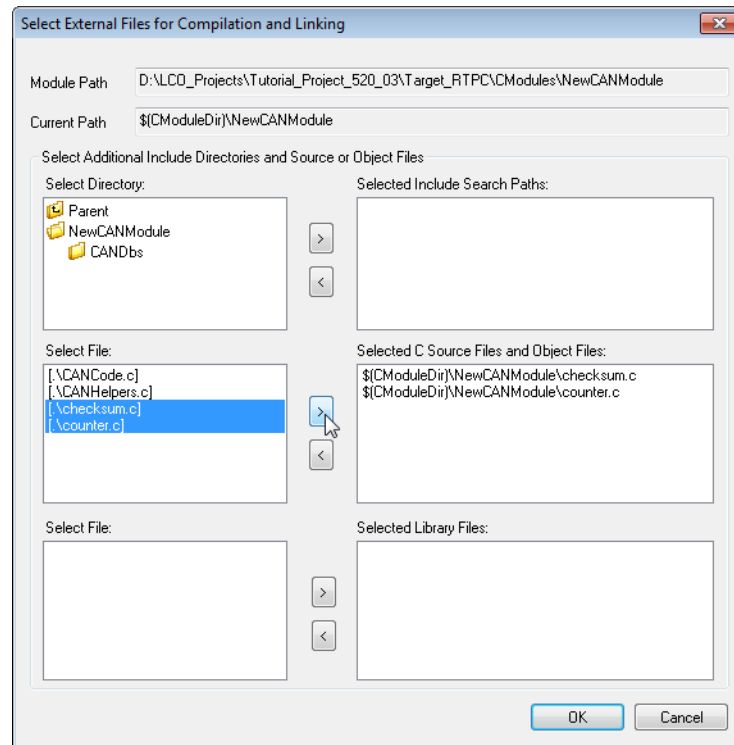 Select External Files for Compilation and Linking
Module Path
D:\LCO_Projects\Tutorial_Project_520_03\Target_RTPC\CModules\NewCANModule
Current Path
$(CModuleDir)\NewCANModule
Select Additional Include Directories and Source or Object Files
Select Directory:
Selected Include Search Paths:
Parent
NewCANModule
CANDbs
>
<
Select File:
Selected C Source Files and Object Files:
[.\CANCode.c]
[.\CANHelpers.c]
[.\checksum.c]
[.\counter.c]
>
<
$(CModuleDir)\NewCANModule\checksum.c
$(CModuleDir)\NewCANModule\counter.c
Select File:
Selected Library Files:
>
<
OK
Cancel